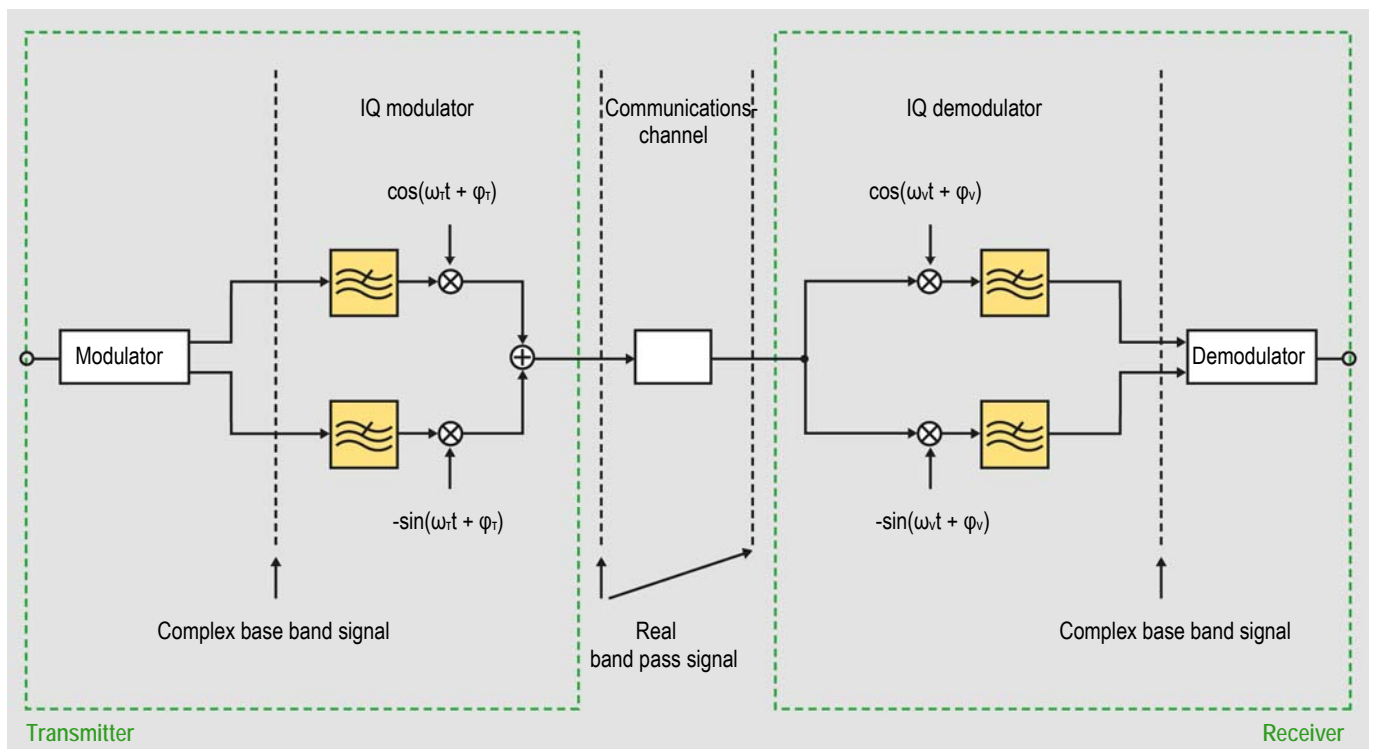 IQ modulator
Communications-
channel
IQ demodulator
cos(ωTt + φT)
cos(ωVt + φV)
Modulator
Demodulator
-sin(ωTt + φT)
-sin(ωVt + φV)
Complex base band signal
Real
band pass signal
Complex base band signal
Transmitter
Receiver